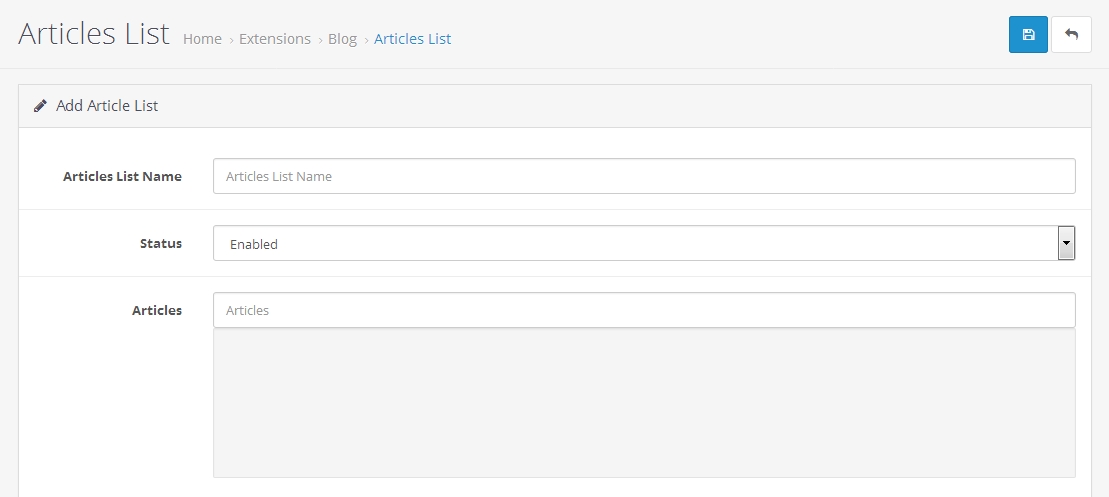 Articles List Home › Extensions › Blog › Articles List
Add Article List
Articles List Name Articles List Name
Status Enabled
Articles Articles